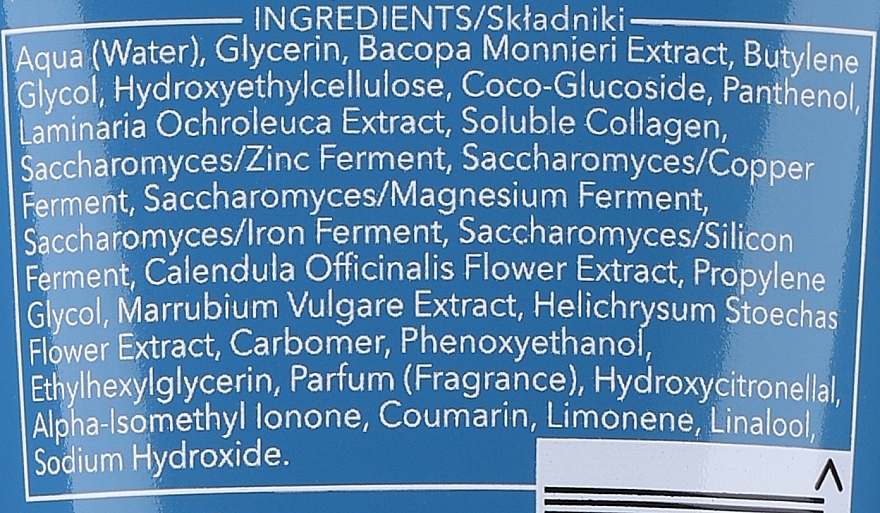 INGREDIENTS/Składniki
Aqua (Water), Glycerin, Bacopa Monnieri Extract, Butylene
Glycol, Hydroxyethylcellulose, Coco-Glucoside, Panthenol,
Laminaria Ochroleuca Extract, Soluble Collagen,
Saccharomyces/Zinc Ferment, Saccharomyces/Copper
Ferment, Saccharomyces/Magnesium Ferment,
Saccharomyces/Iron Ferment, Saccharomyces/Silicon
Ferment, Calendula Officinalis Flower Extract, Propylene
Glycol, Marrubium Vulgare Extract, Helichrysum Stoechas
Flower Extract, Carbomer, Phenoxyethanol,
Ethylhexylglycerin, Parfum (Fragrance), Hydroxycitronellal,
Alpha-Isomethyl Ionone, Coumarin, Limonene, Linalool,
Sodium Hydroxide.